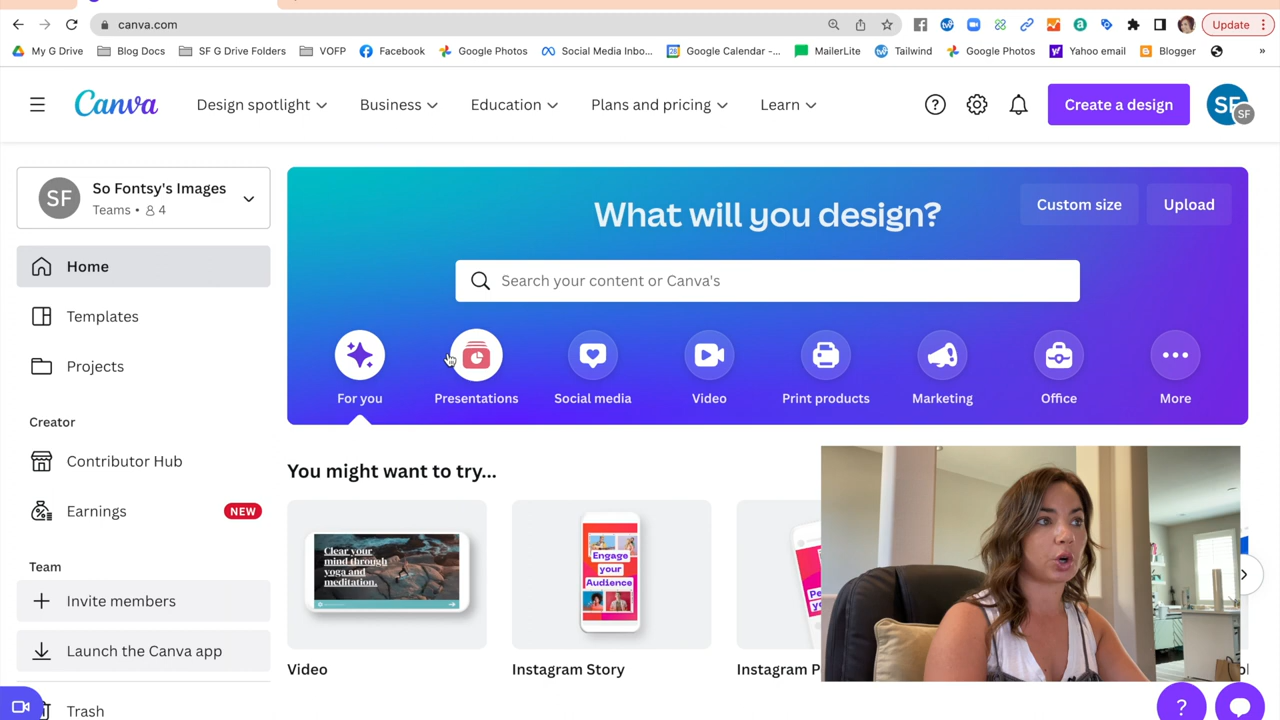 canva.com
Update
My G Drive
Blog Docs
SF G Drive Folders
VOFP
Facebook
Google Photos
Social Media Inbo...
Google Calendar -...
MailerLite
Tailwind
Google Photos
Yahoo email
Blogger
»
Canva
Design spotlight
Business
Education
Plans and pricing
Learn
Create a design
SF
SF
SF
So Fontsy's Images
Teams • 4
What will you design?
Custom size
Upload
Search your content or Canva's
Home
Templates
Projects
For you
Presentations
Social media
Video
Print products
Marketing
Office
More
Creator
Contributor Hub
Earnings
NEW
Team
Invite members
Launch the Canva app
Trash
You might want to try...
Clear your
mind through
yoga and
meditation.
Engage
your
Audience
Video
Instagram Story
Instagram P
?